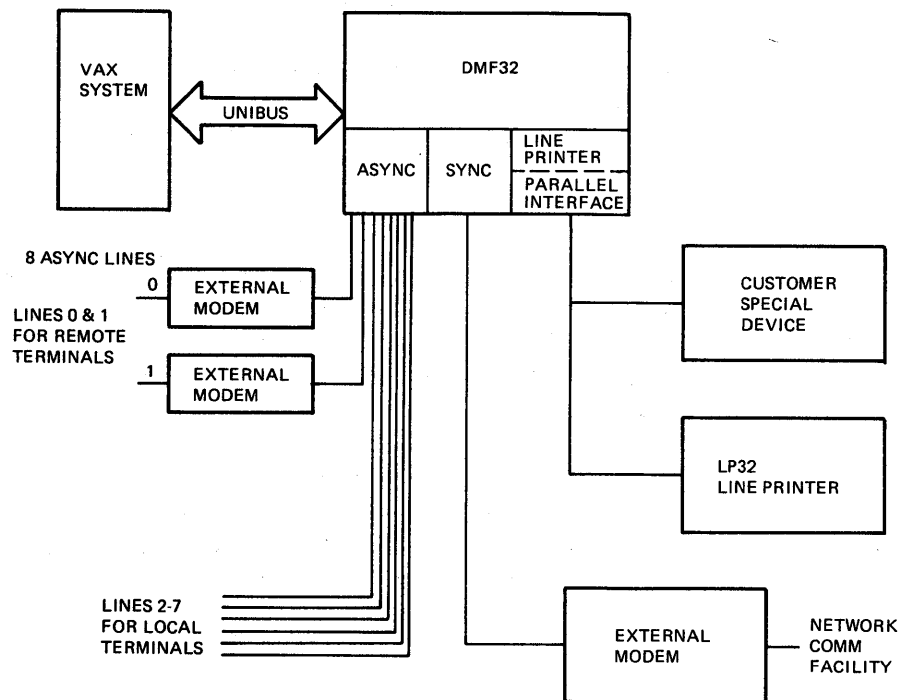 VAX
SYSTEM
UNIBUS
DMF32
ASYNC
SYNC
LINE
PRINTER
PARALLEL
INTERFACE
8 ASYNC LINES
0
EXTERNAL
MODEM
LINES 0 & 1
FOR REMOTE
TERMINALS
1
EXTERNAL
MODEM
CUSTOMER
SPECIAL
DEVICE
LP32
LINE PRINTER
LINES 2-7
FOR LOCAL
TERMINALS
EXTERNAL
MODEM
NETWORK
COMM
FACILITY